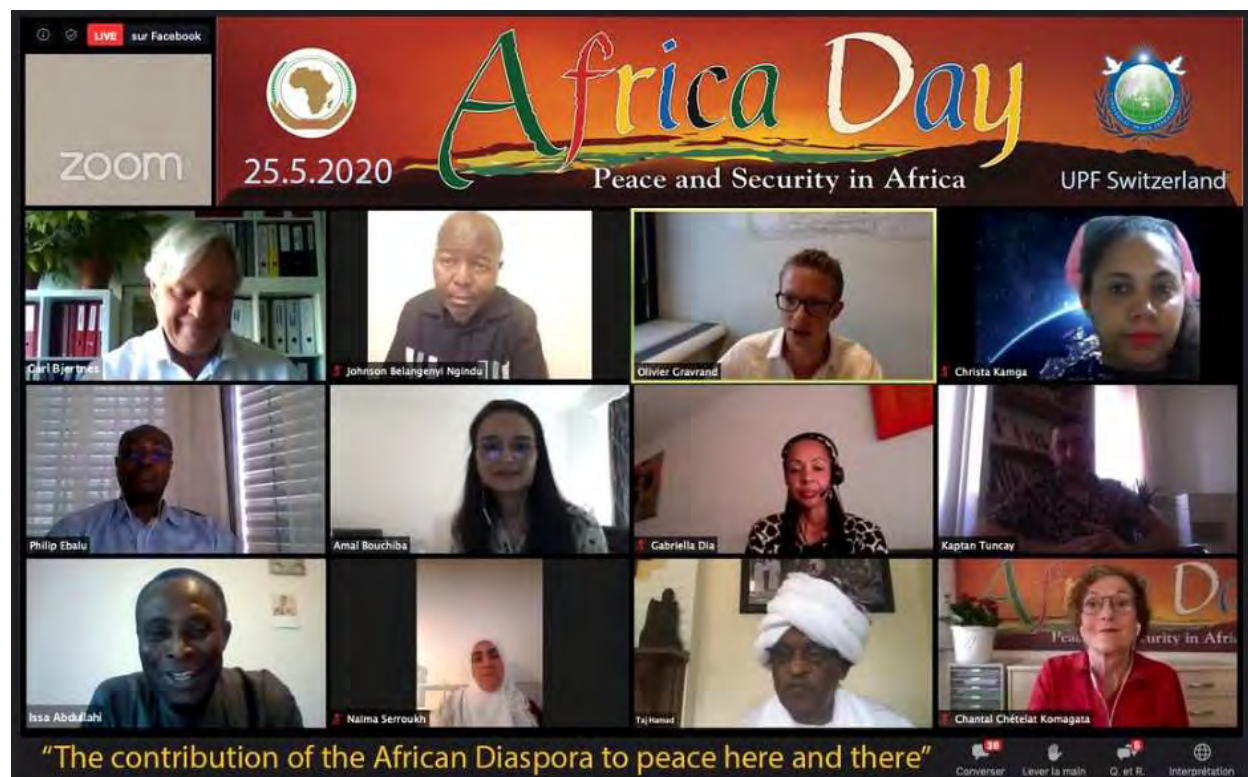 LIVE sur Facebook
zoom
Africa Day
25.5.2020
Peace and Security in Africa
UPF Switzerland
Carl Bjertnes
Johnson Belangenyi Ngindu
Olivier Gravrand
Christa Kamga
Philip Ebalu
Amal Bouchiba
Gabriella Dia
Kaptan Tuncay
Issa Abdullahi
Naïma Serroukh
Taj Hamad
Chantal Chételat Komagata
"The contribution of the African Diaspora to peace here and there"
38
Converser
Lever la main
Q. et R.
Interprétation